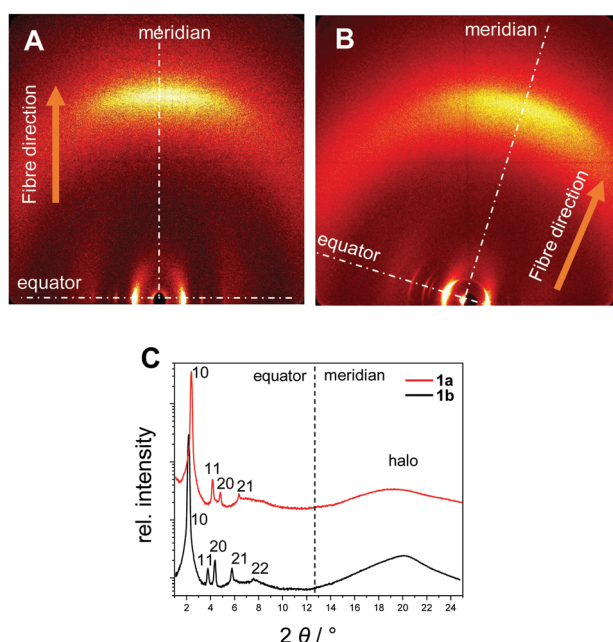 A
meridian
Fibre direction
equator
B
meridian
equator
Fibre direction
C
equator
meridian
1a
1b
10
11
20
21
halo
10
11
20
21
22
rel. intensity
2 4 6 8 10 12 14 16 18 20 22 24
2 θ / °